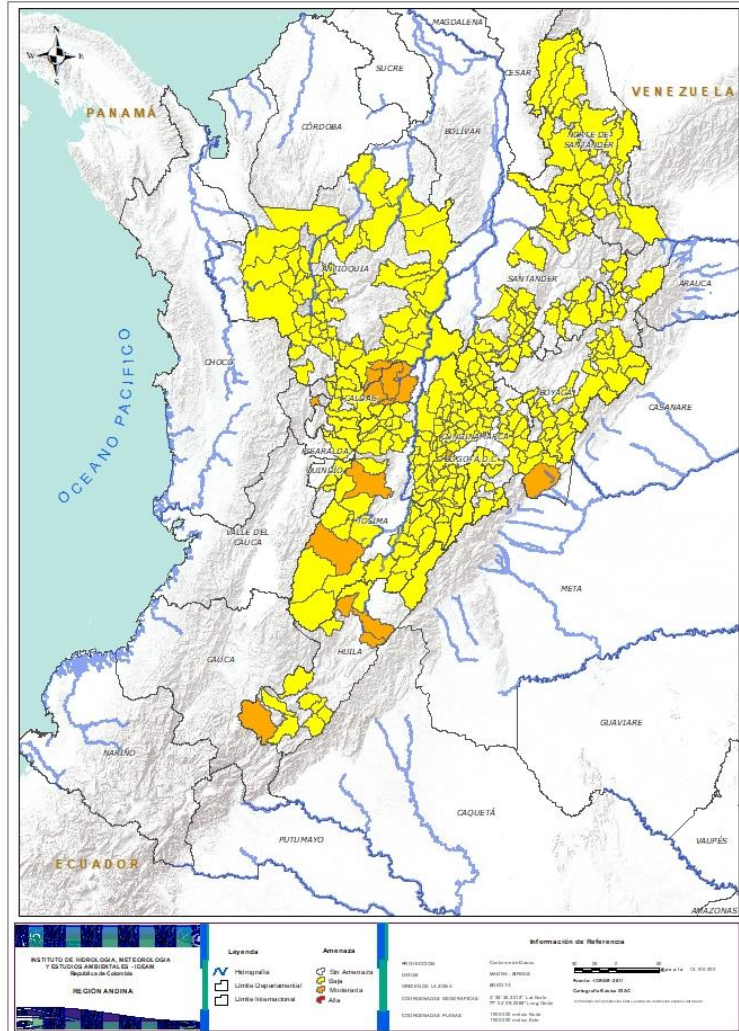 MAGDALENA
N
W
E
S
SUCRE
CESAR
VENEZUELA
PANAMÁ
CÓRDOBA
BOLÍVAR
NORTE DE
SANTANDER
ANTIOQUIA
SANTANDER
ARAUCA
OCEANO PACIFICO
CHOCÓ
CALDAS
BOYACÁ
CASANARE
CUNDINAMARCA
RISARALDA
BOGOTÁ D.C.
QUINDÍO
TOLIMA
VALLE DEL
CAUCA
META
HUILA
CAUCA
GUAVIARE
NARIÑO
CAQUETÁ
PUTUMAYO
VAUPÉS
ECUADOR
AMAZONAS
INSTITUTO DE HIDROLOGIA, METEOROLOGIA
Y ESTUDIOS AMBIENTALES - IDEAM
República de Colombia
REGIÓN ANDINA
Leyenda
Hidrografía
Límite Departamental
Límite Internacional
Amenaza
Sin Amenaza
Baja
Moderada
Alta
Información de Referencia
PROYECCIÓN
DATUM
ORIGEN DE LA ZONA
BOGOTÁ
COORDENADAS GEOGRÁFICAS
COORDENADAS PLANAS